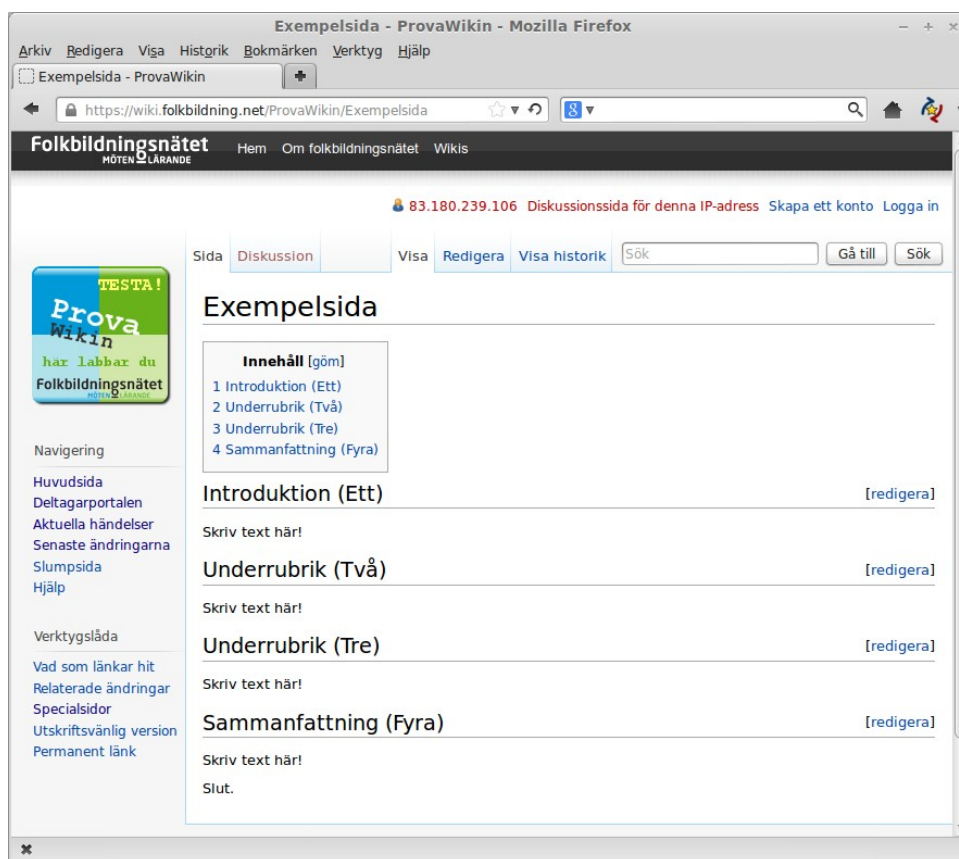 Exempelsida - ProvaWikin - Mozilla Firefox
Arkiv Redigera Visa Historik Bokmärken Verktyg Hjälp
Exempelsida - ProvaWikin
https://wiki.folkbildning.net/ProvaWikin/Exempelsida
Folkbildningsnätet
MÖTEN & LÄRANDE
Hem Om folkbildningsnätet Wikis
83.180.239.106 Diskussionssida för denna IP-adress Skapa ett konto Logga in
Sida Diskussion Visa Redigera Visa historik Sök Gå till Sök
TESTA!
Prova
Wikin
här labbar du
Folkbildningsnätet
MÖTEN & LÄRANDE
Navigering
Huvudsida
Deltagarportalen
Aktuella händelser
Senaste ändringarna
Slumpsida
Hjälp
Verktygslåda
Vad som länkar hit
Relaterade ändringar
Specialsidor
Utskriftsvänlig version
Permanent länk
Exempelsida
Innehåll [göm]
1 Introduktion (Ett)
2 Underrubrik (Två)
3 Underrubrik (Tre)
4 Sammanfattning (Fyra)
Introduktion (Ett) [redigera]
Skriv text här!
Underrubrik (Två) [redigera]
Skriv text här!
Underrubrik (Tre) [redigera]
Skriv text här!
Sammanfattning (Fyra) [redigera]
Skriv text här!
Slut.